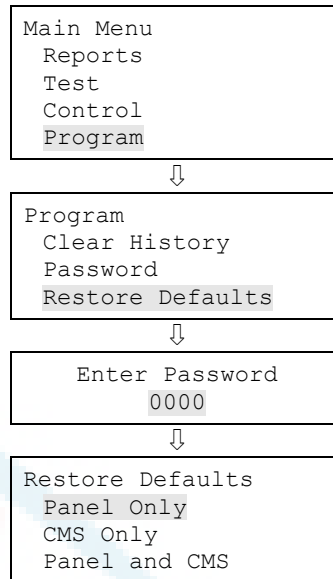 Main Menu
Reports
Test
Control
Program
⇩
Program
Clear History
Password
Restore Defaults
⇩
Enter Password
0000
⇩
Restore Defaults
Panel Only
CMS Only
Panel and CMS